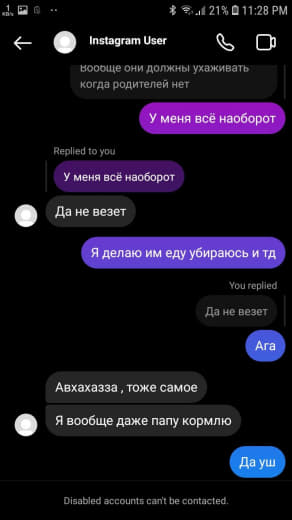 1
KB/s
21%
11:28 PM
Instagram User
Вообще они должны ухаживать
когда родителей нет
У меня всё наоборот
Replied to you
У меня всё наоборот
Да не везет
Я делаю им еду убираюсь и тд
You replied
Да не везет
Ага
Авхахазза , тоже самое
Я вообще даже папу кормлю
Да уш
Disabled accounts can't be contacted.